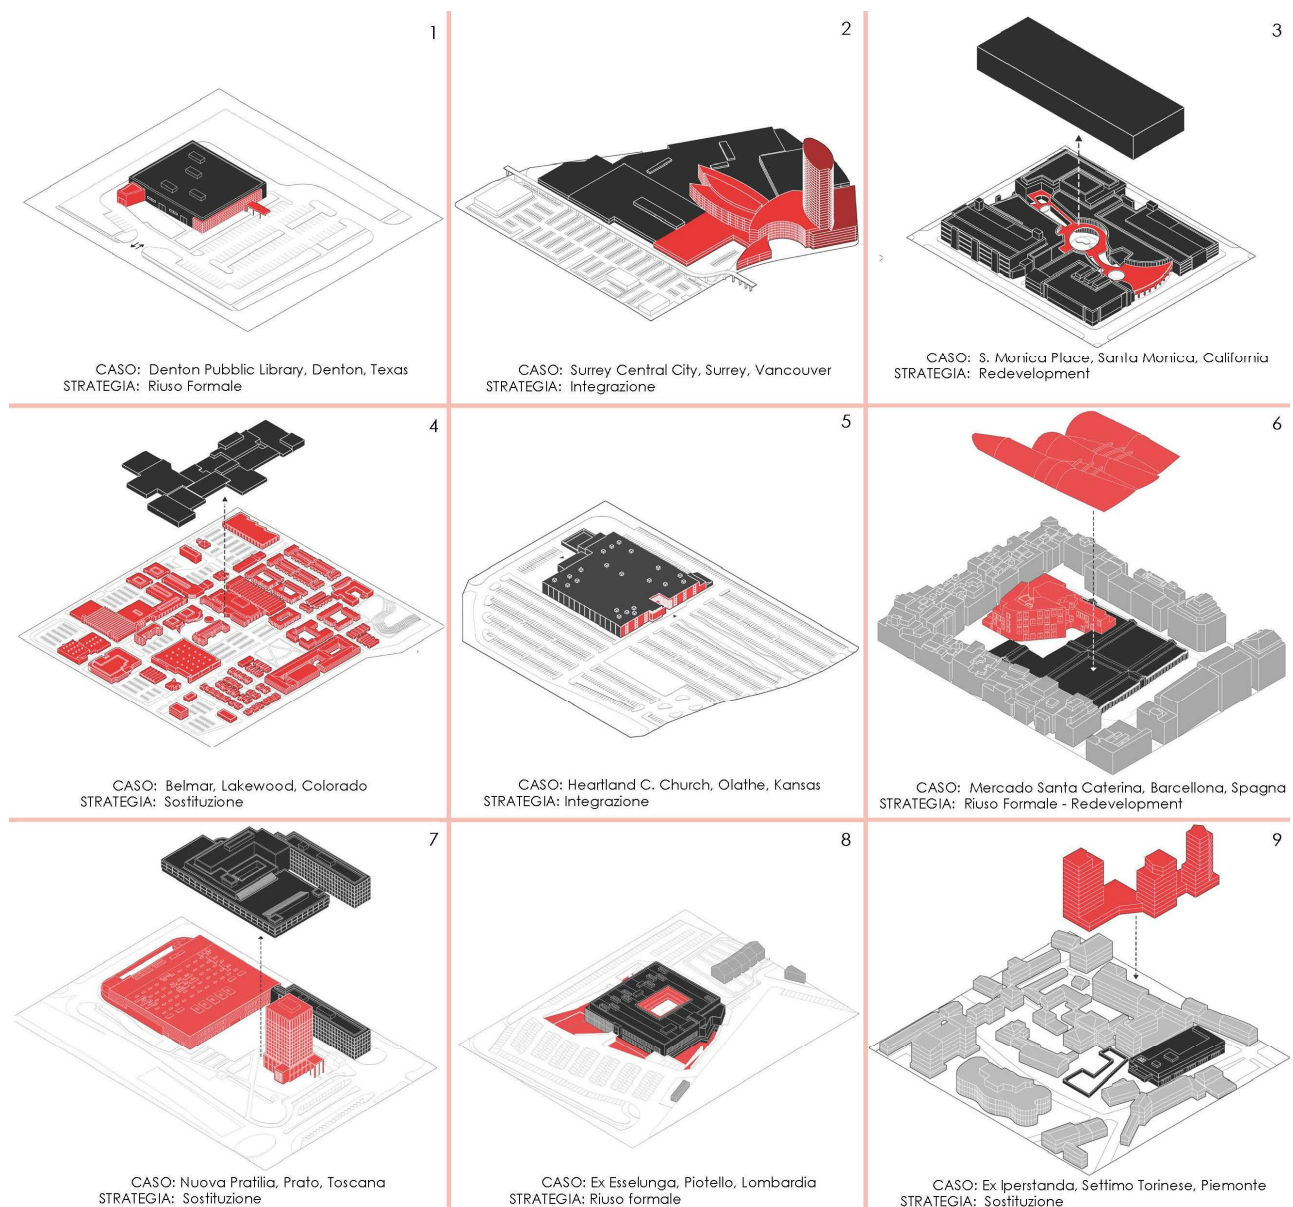 1
CASO: Denton Pubblic Library, Denton, Texas
STRATEGIA: Riuso Formale
2
CASO: Surrey Central City, Surrey, Vancouver
STRATEGIA: Integrazione
3
CASO: S. Monica Place, Santa Monica, California
STRATEGIA: Redevelopment
4
CASO: Belmar, Lakewood, Colorado
STRATEGIA: Sostituzione
5
CASO: Heartland C. Church, Olathe, Kansas
STRATEGIA: Integrazione
6
CASO: Mercado Santa Caterina, Barcellona, Spagna
STRATEGIA: Riuso Formale - Redevelopment
7
CASO: Nuova Pratilia, Prato, Toscana
STRATEGIA: Sostituzione
8
CASO: Ex Esselunga, Piotello, Lombardia
STRATEGIA: Riuso formale
9
CASO: Ex Iperstanda, Settimo Torinese, Piemonte
STRATEGIA: Sostituzione